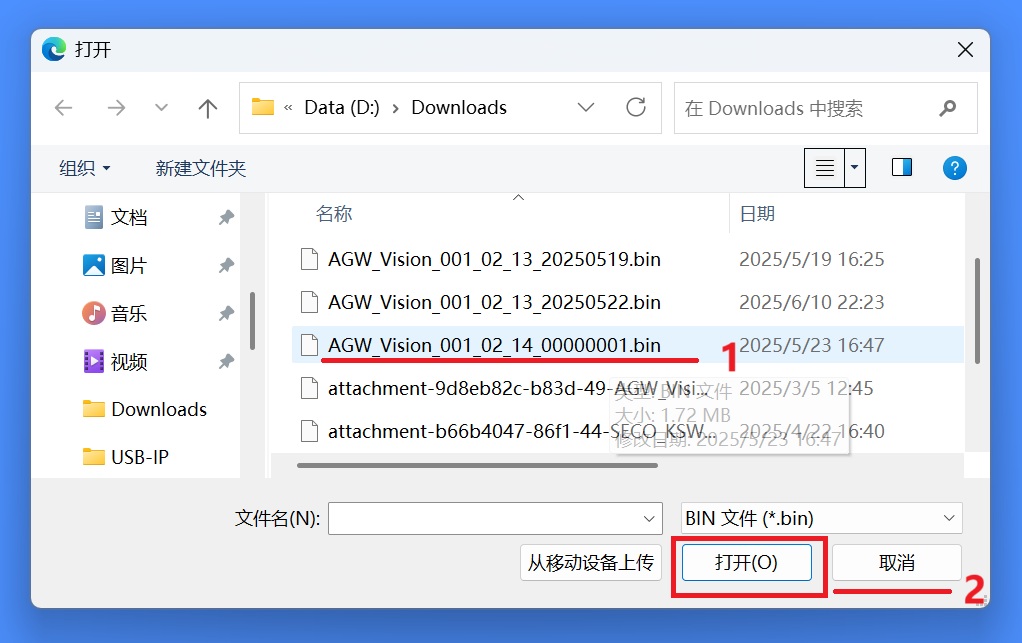 打开
« Data (D:) › Downloads
在 Downloads 中搜索
组织
新建文件夹
?
文档
图片
音乐
视频
Downloads
USB-IP
名称 日期
AGW_Vision_001_02_13_20250519.bin 2025/5/19 16:25
AGW_Vision_001_02_13_20250522.bin 2025/6/10 22:23
AGW_Vision_001_02_14_00000001.bin 2025/5/23 16:47
1
attachment-9d8eb82c-b83d-49-AGW_Visi... 2025/3/5 12:45
类型: BIN 文件
大小: 1.72 MB
attachment-b66b4047-86f1-44-SECO_KSW... 2025/4/22 16:40
修改日期: 2025/5/23 16:47
文件名(N):
BIN 文件 (*.bin)
从移动设备上传
打开(O)
取消
2